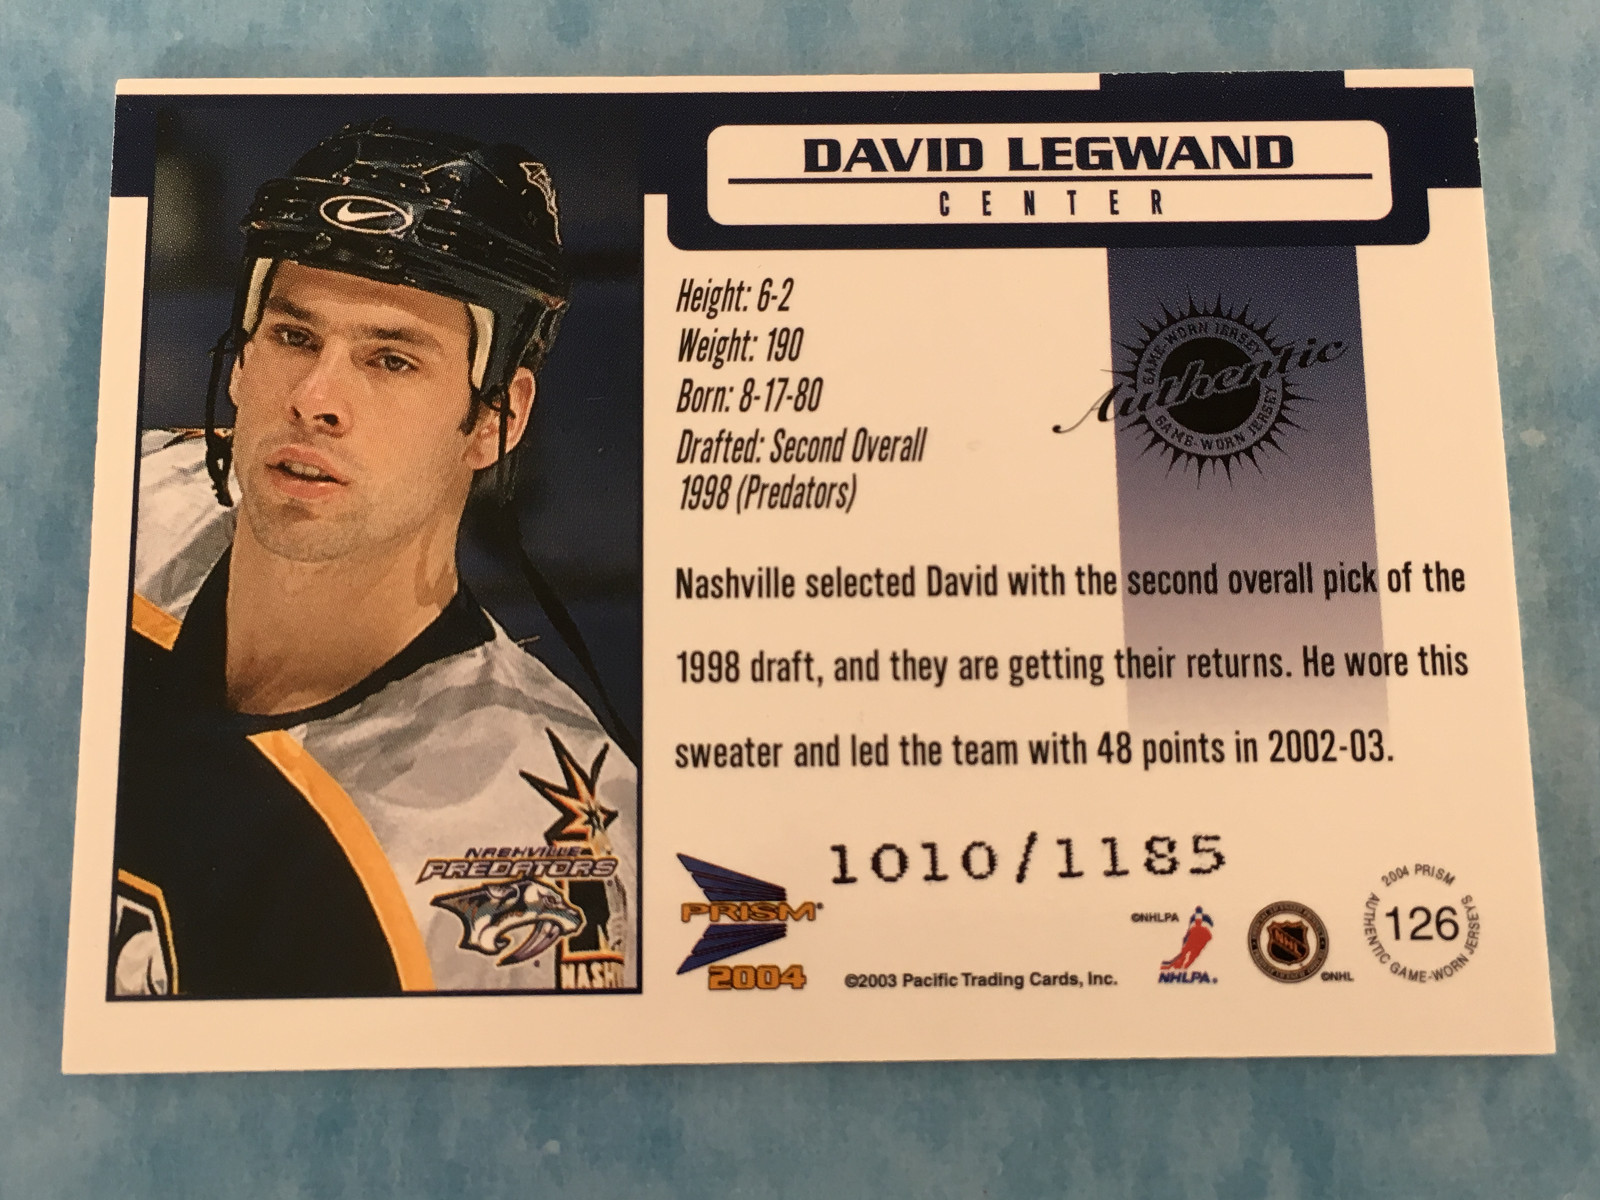 DAVID LEGWAND
CENTER
Height: 6-2
Weight: 190
Born: 8-17-80
Drafted: Second Overall
1998 (Predators)
GAME-WORN JERSEY
Authentic
GAME-WORN JERSEY
Nashville selected David with the second overall pick of the
1998 draft, and they are getting their returns. He wore this
sweater and led the team with 48 points in 2002-03.
NASHVILLE
PREDATORS
NASH
1010/1185
PRISM
2004
©2003 Pacific Trading Cards, Inc.
©NHLPA
NHLPA.
NHL
©NHL
2004 PRISM
126
AUTHENTIC GAME-WORN JERSEYS